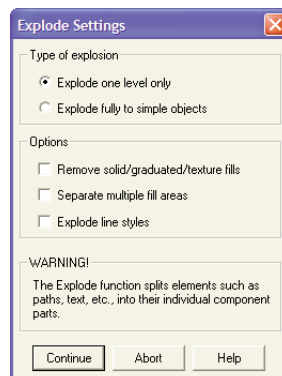 Explode Settings
Type of explosion
Explode one level only
Explode fully to simple objects
Options
Remove solid/graduated/texture fills
Separate multiple fill areas
Explode line styles
WARNING!
The Explode function splits elements such as
paths, text, etc., into their individual component
parts.
Continue Abort Help